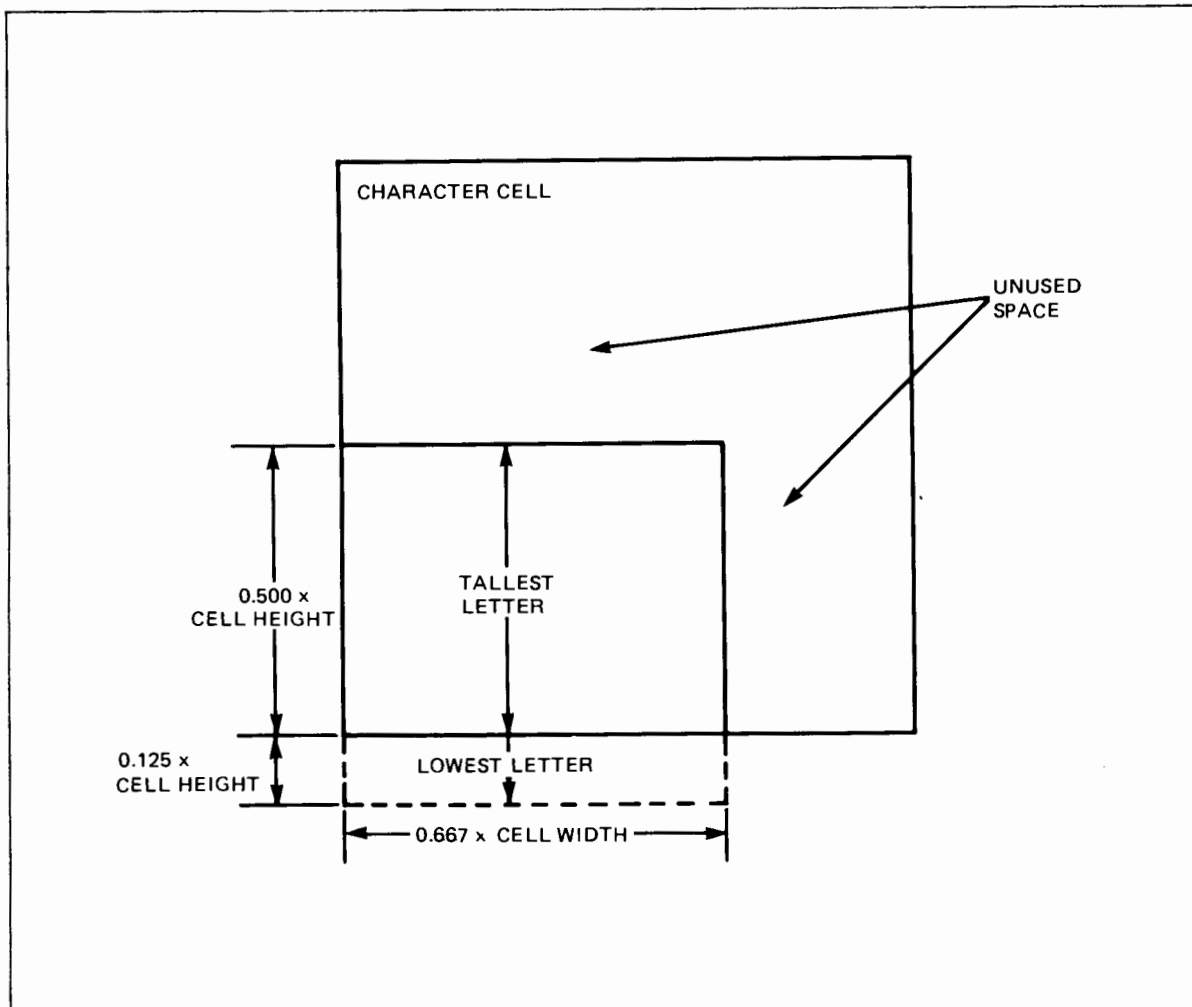 CHARACTER CELL
UNUSED
SPACE
TALLEST
LETTER
0.500 x
CELL HEIGHT
0.125 x
CELL HEIGHT
LOWEST LETTER
0.667 x CELL WIDTH